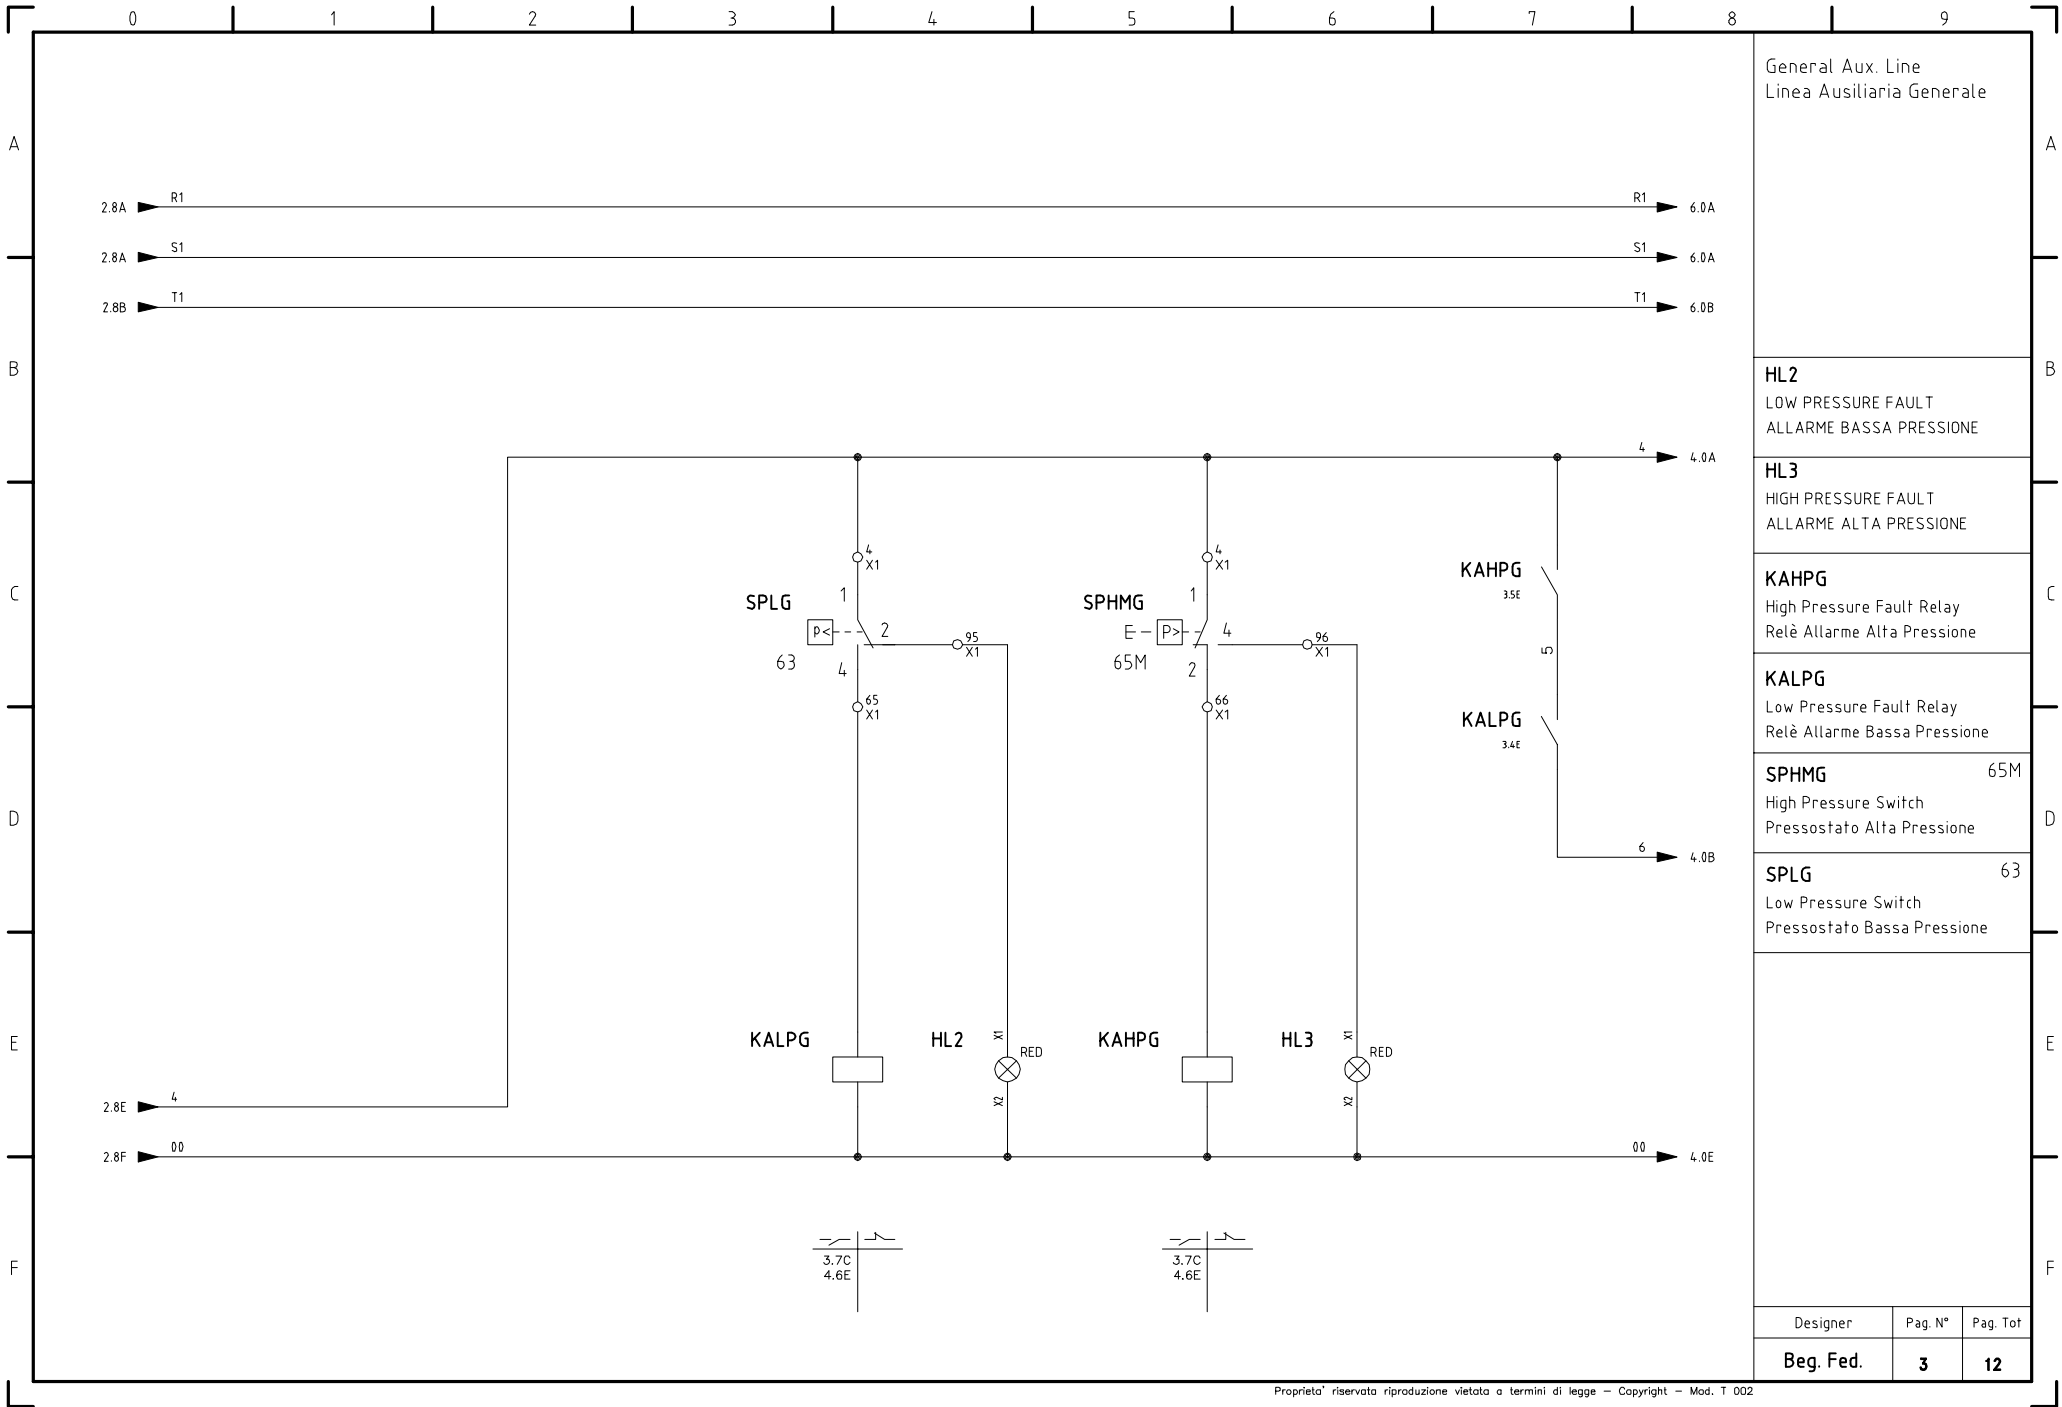 0 1 2 3 4 5 6 7 8 9
General Aux. Line
Linea Ausiliaria Generale
A A
2.8A R1 R1 6.0A
2.8A S1 S1 6.0A
2.8B T1 T1 6.0B
B B
HL2
LOW PRESSURE FAULT
ALLARME BASSA PRESSIONE
4 4.0A
HL3
HIGH PRESSURE FAULT
ALLARME ALTA PRESSIONE
4 4
X1 X1
KAHPG
3.5E
C C
KAHPG
High Pressure Fault Relay
Relè Allarme Alta Pressione
1 1
SPLG SPHMG
P< 2 95 X1
E P> 4 96 X1
63 4 65M 2
5
65 66
X1 X1
KALPG
3.4E
KALPG
Low Pressure Fault Relay
Relè Allarme Bassa Pressione
SPHMG 65M
High Pressure Switch
Pressostato Alta Pressione
D D
6 4.0B
SPLG 63
Low Pressure Switch
Pressostato Bassa Pressione
E E
KALPG HL2 X1 RED X2
KAHPG HL3 X1 RED X2
2.8E 4
2.8F 00 00 4.0E
3.7C 3.7C
4.6E 4.6E
F F
Designer Pag. N° Pag. Tot
Beg. Fed. 3 12
Proprieta' riservata riproduzione vietata a termini di legge – Copyright – Mod. T 002